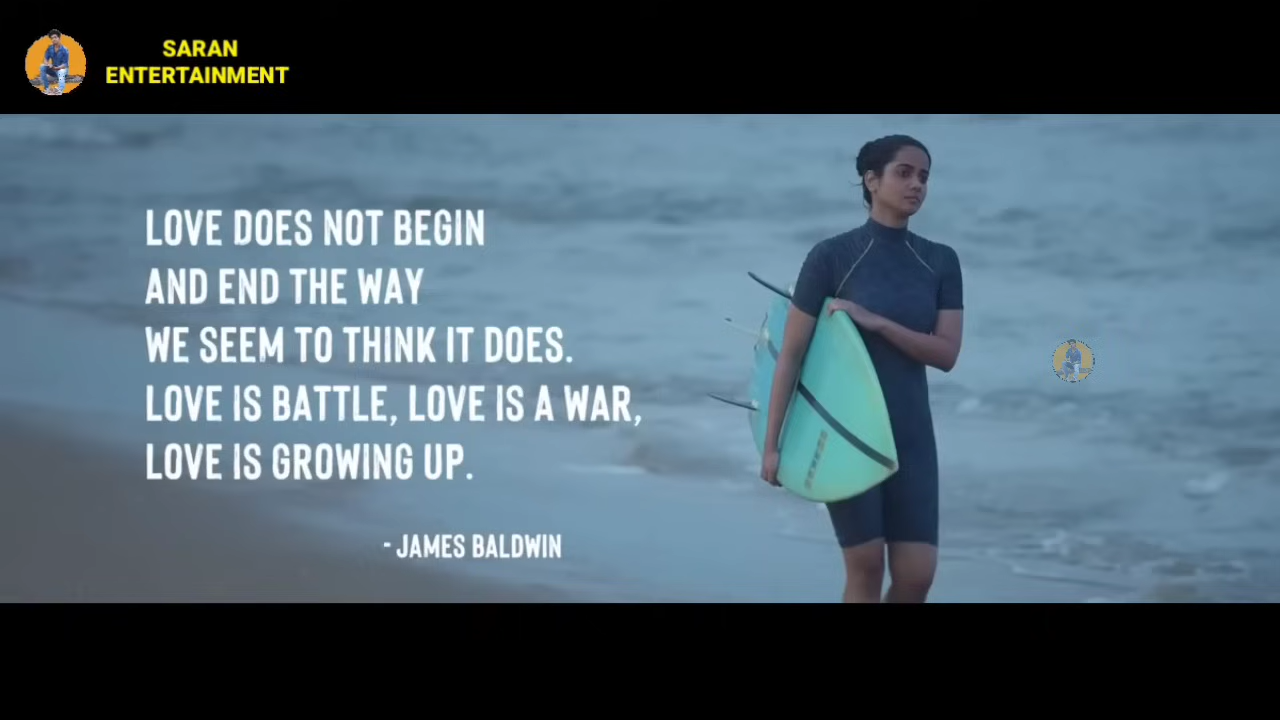 SARAN
ENTERTAINMENT
LOVE DOES NOT BEGIN
AND END THE WAY
WE SEEM TO THINK IT DOES.
LOVE IS BATTLE, LOVE IS A WAR,
LOVE IS GROWING UP.
- JAMES BALDWIN